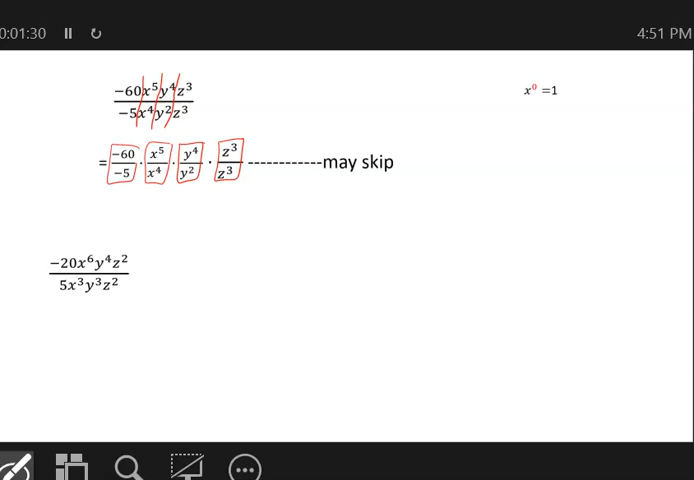 0:01:30
4:51 PM
−60x⁵y⁴z³
−5x⁴y²z³
x⁰ =1
= −60/−5 · x⁵/x⁴ · y⁴/y² · z³/z³ ------------may skip
−20x⁶y⁴z²
5x³y³z²